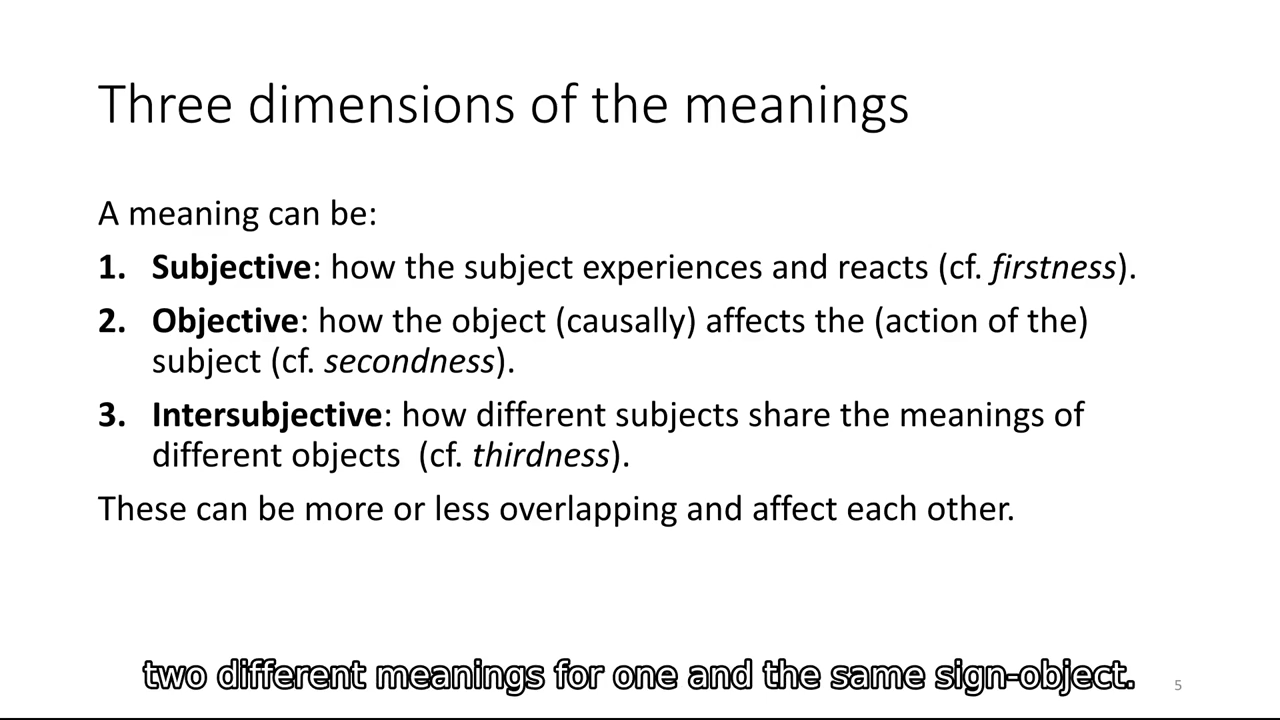 Three dimensions of the meanings
A meaning can be:
1. Subjective: how the subject experiences and reacts (cf. firstness).
2. Objective: how the object (causally) affects the (action of the)
subject (cf. secondness).
3. Intersubjective: how different subjects share the meanings of
different objects (cf. thirdness).
These can be more or less overlapping and affect each other.
two different meanings for one and the same sign-object.
5